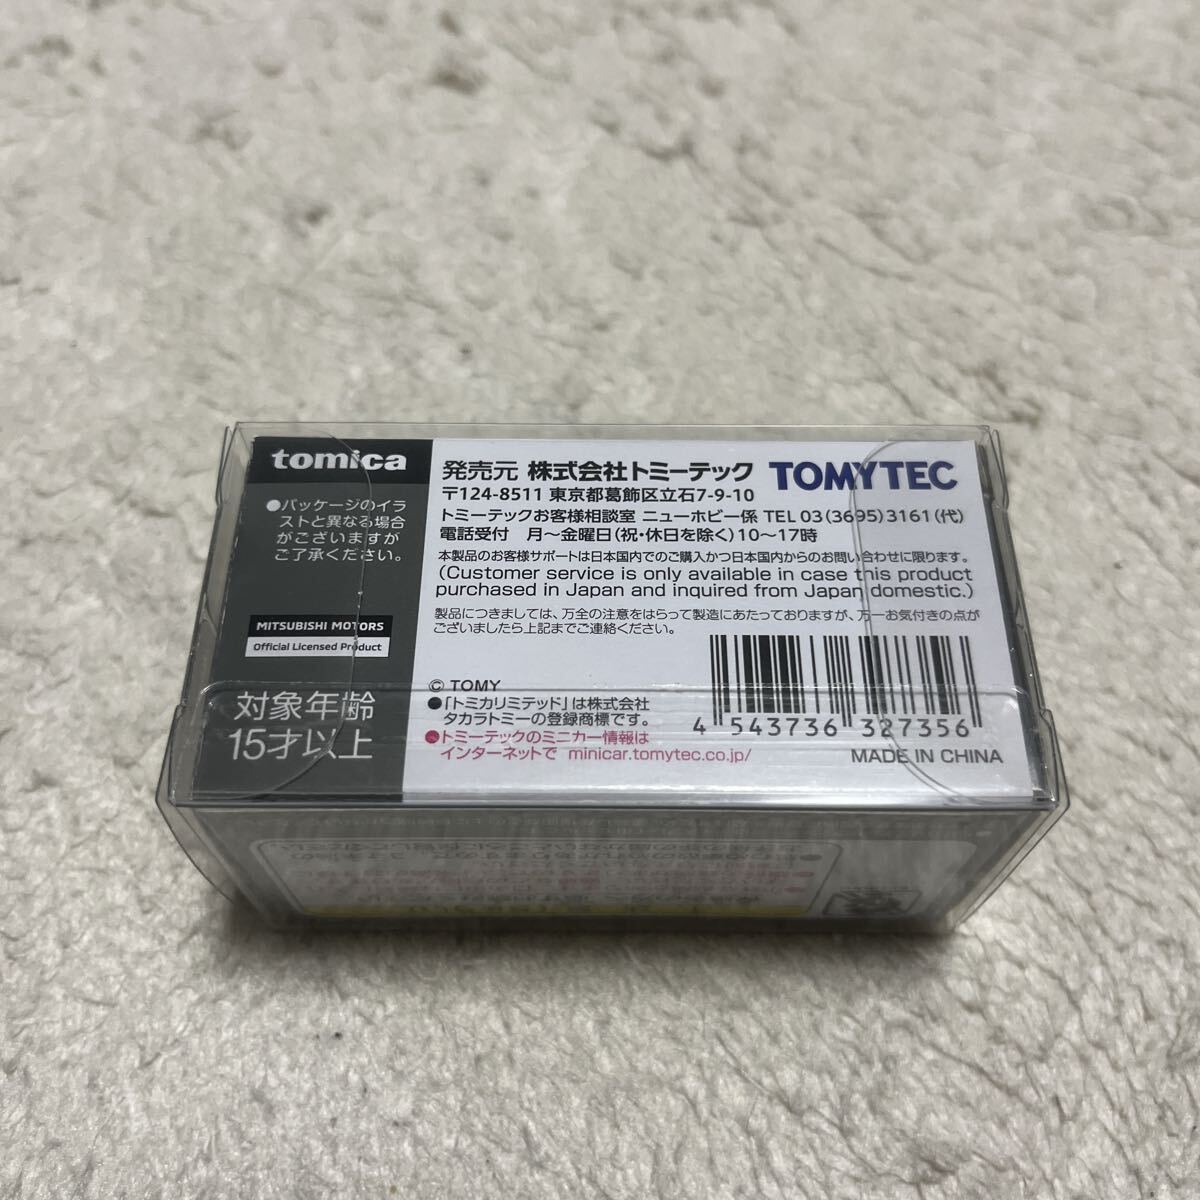 tomica
●パッケージのイラ
ストと異なる場合
がございますが
ご了承ください。
MITSUBISHI MOTORS
Official Licensed Product
対象年齢
15才以上
発売元 株式会社トミーテック TOMYTEC
〒124-8511 東京都葛飾区立石7-9-10
トミーテックお客様相談室 ニューホビー係 TEL 03(3695)3161(代)
電話受付 月～金曜日(祝・休日を除く)10～17時
本製品のお客様サポートは日本国内でのご購入かつ日本国内からのお問い合わせに限ります。
(Customer service is only available in case this product
purchased in Japan and inquired from Japan domestic.)
製品につきましては、万全の注意をはらって製造にあたっておりますが、万一お気付きの点が
ございましたら上記までご連絡ください。
© TOMY
●「トミカリミテッド」は株式会社
タカラトミーの登録商標です。
●トミーテックのミニカー情報は
インターネットで minicar.tomytec.co.jp/
4 543736 327356
MADE IN CHINA